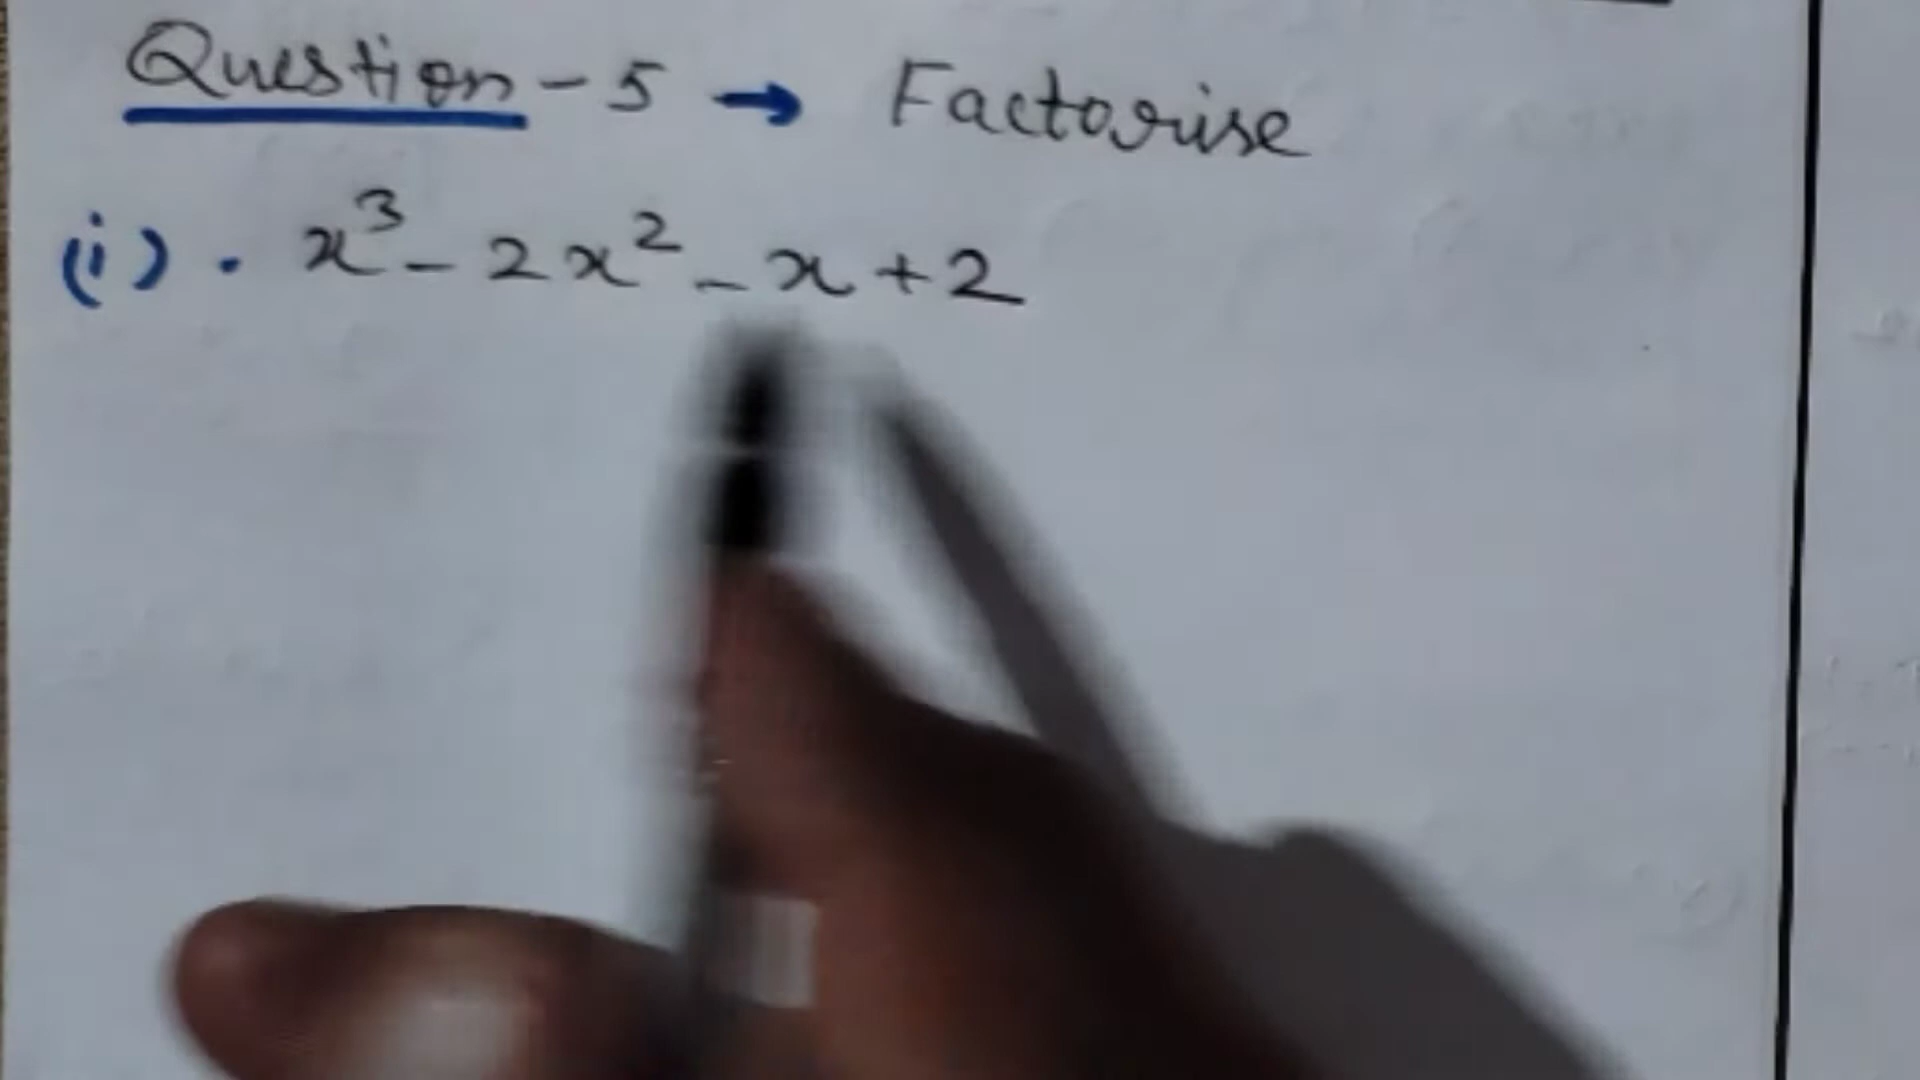 Question - 5 → Factorise
(i). x³ - 2x² - x + 2